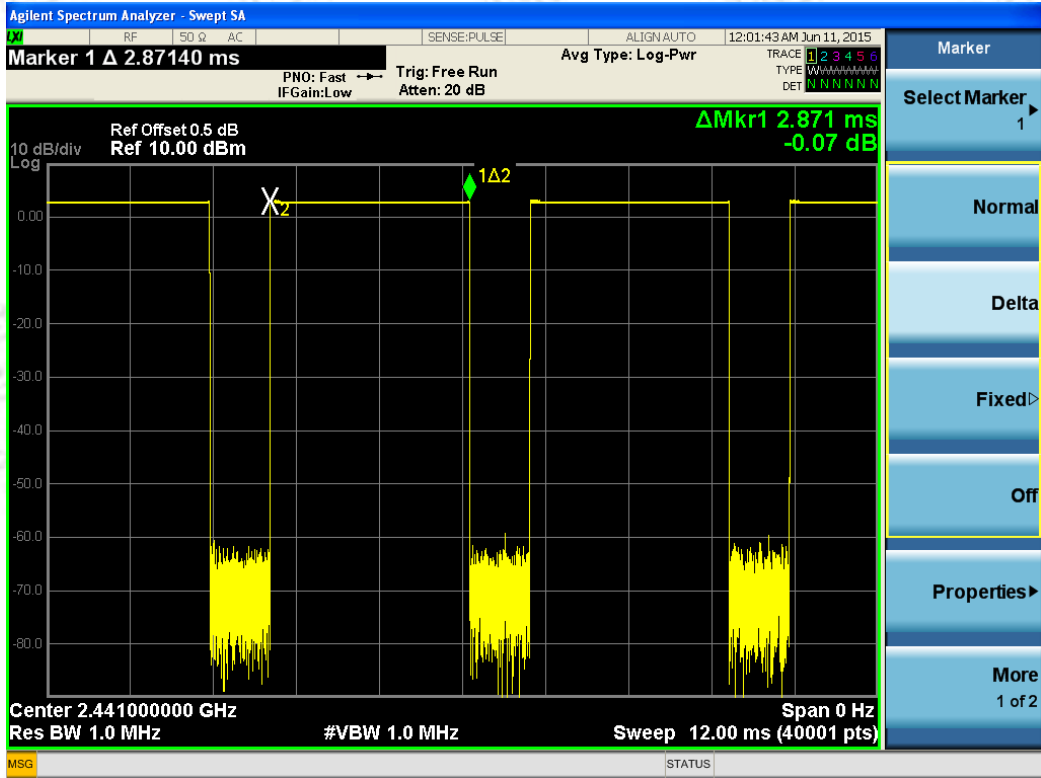 Agilent Spectrum Analyzer - Swept SA
LXI RF 50 Ω AC SENSE:PULSE ALIGN AUTO 12:01:43 AM Jun 11, 2015
Marker 1 Δ 2.87140 ms
PNO: Fast
IFGain:Low
Trig: Free Run
Atten: 20 dB
Avg Type: Log-Pwr
TRACE 1 2 3 4 5 6
TYPE WWWWWW
DET N N N N N N
ΔMkr1 2.871 ms
-0.07 dB
Ref Offset 0.5 dB
10 dB/div Ref 10.00 dBm
Log
1Δ2
X2
0.00
-10.0
-20.0
-30.0
-40.0
-50.0
-60.0
-70.0
-80.0
Center 2.441000000 GHz Span 0 Hz
Res BW 1.0 MHz #VBW 1.0 MHz Sweep 12.00 ms (40001 pts)
MSG STATUS
Marker
Select Marker
1
Normal
Delta
Fixed
Off
Properties
More
1 of 2